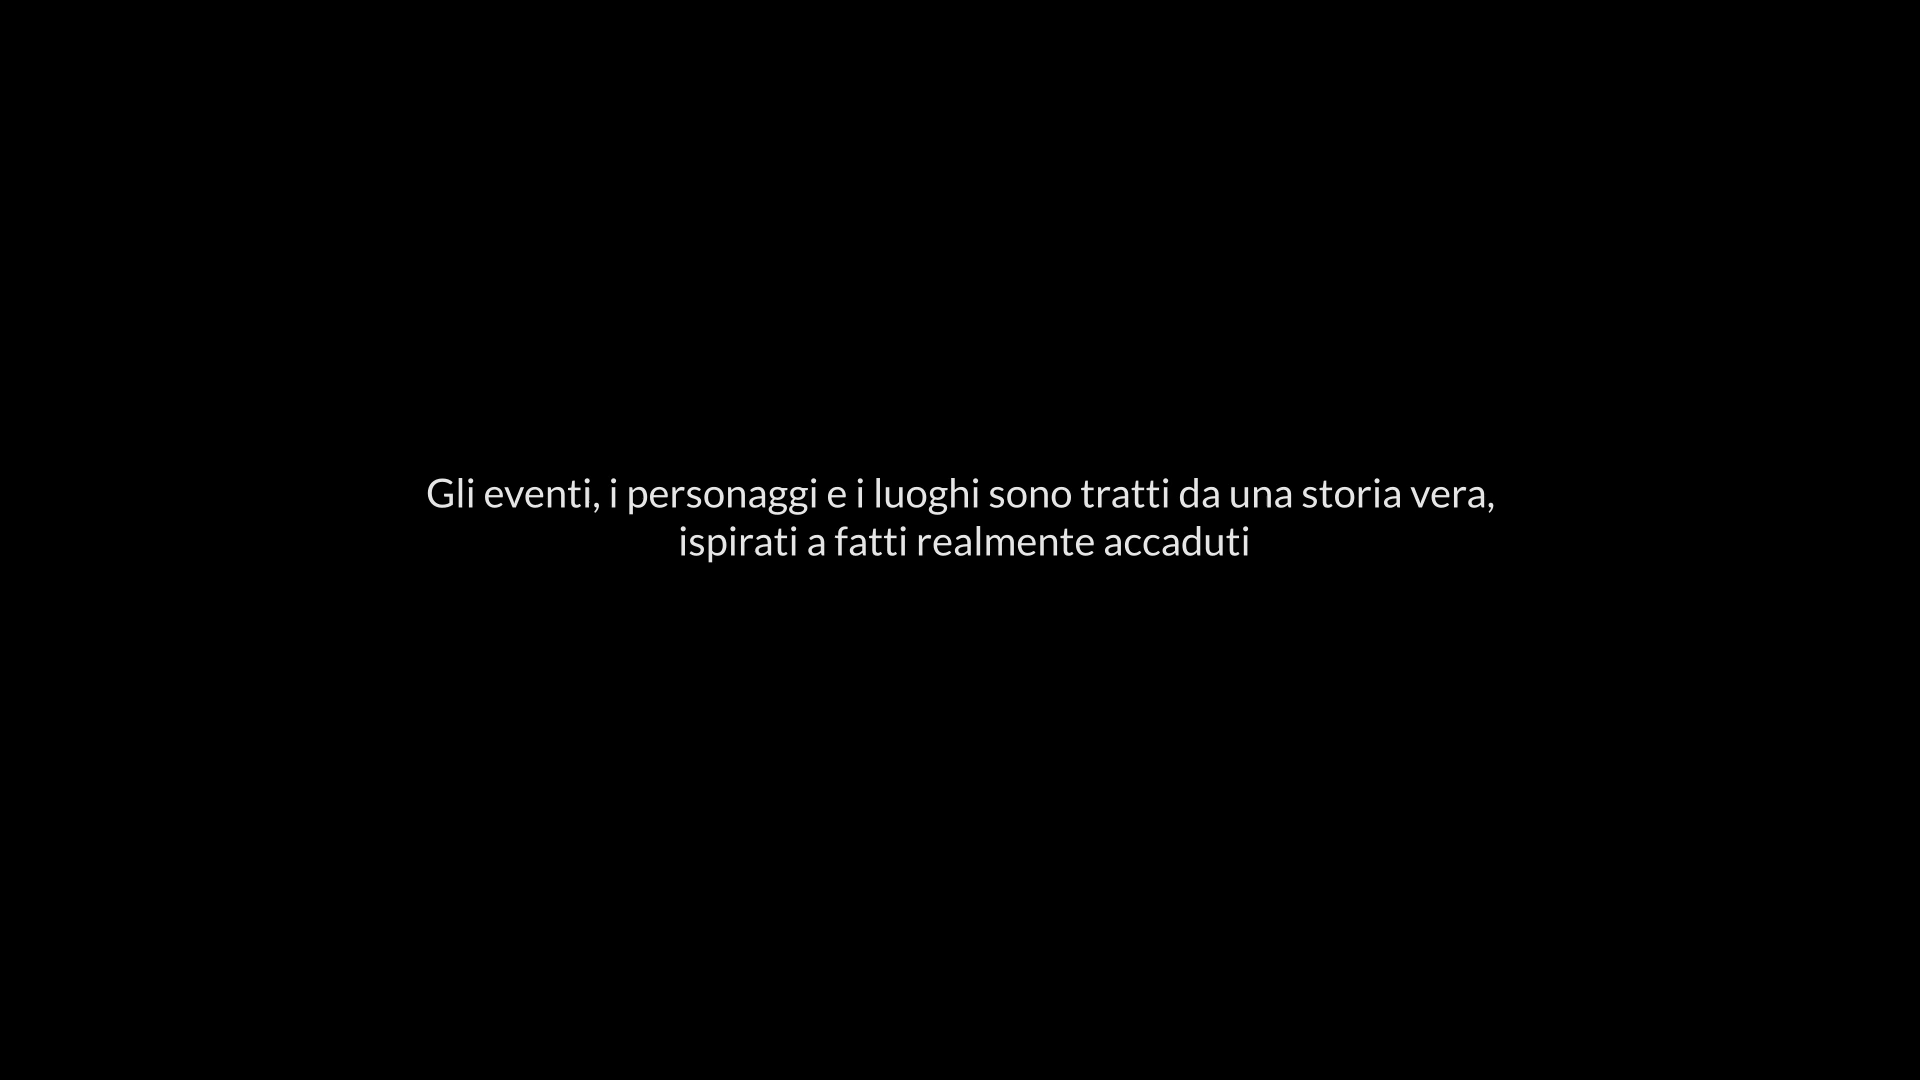 Gli eventi, i personaggi e i luoghi sono tratti da una storia vera,
ispirati a fatti realmente accaduti